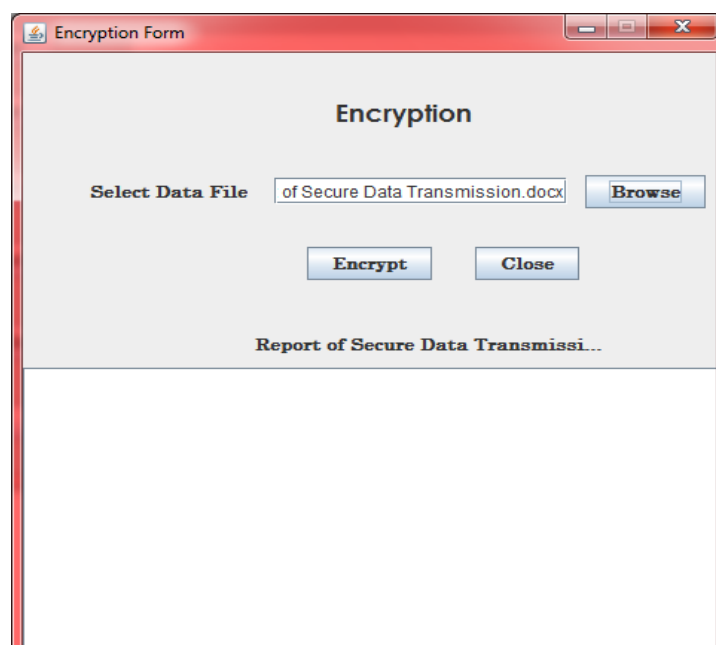 Encryption Form
Encryption
Select Data File of Secure Data Transmission.docx Browse
Encrypt Close
Report of Secure Data Transmissi...